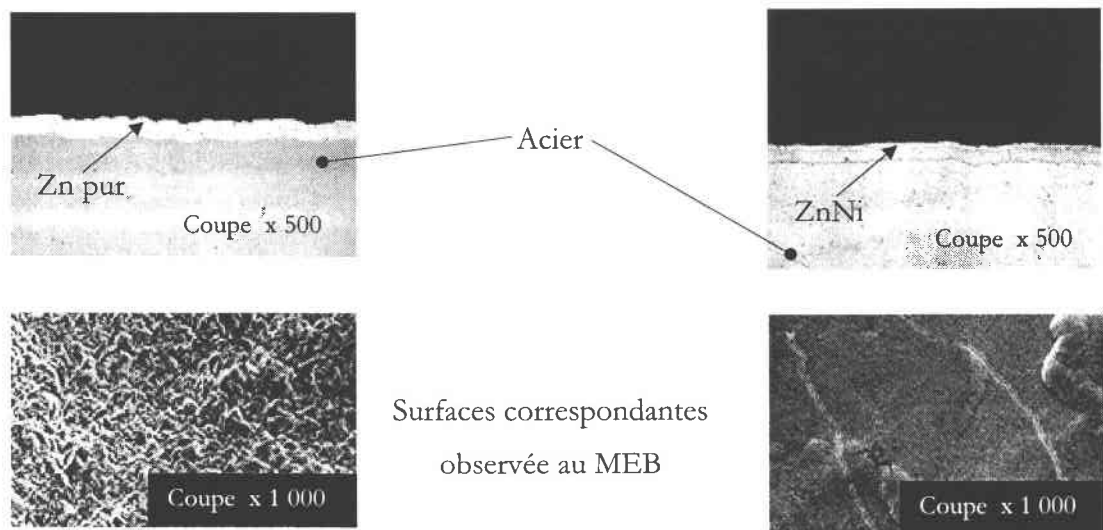 Acier
Zn pur
Coupe x 500
ZnNi
Coupe x 500
Surfaces correspondantes
observée au MEB
Coupe x 1 000
Coupe x 1 000